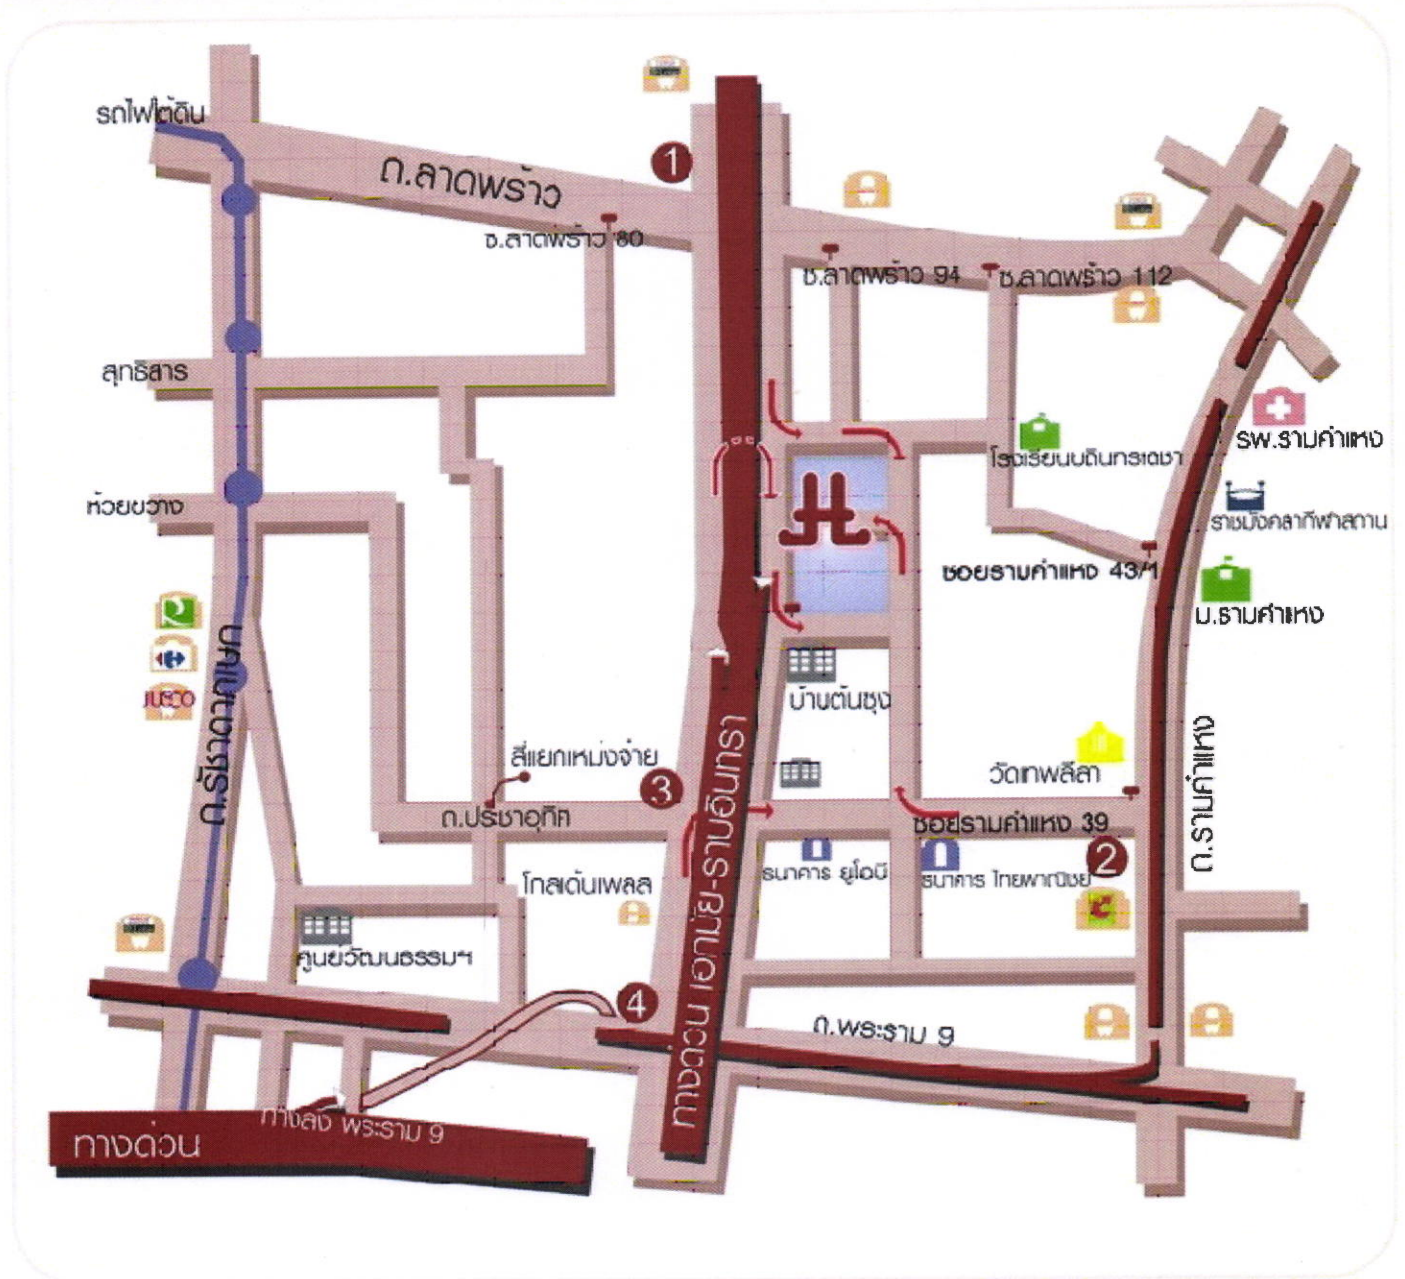 รถไฟใต้ดิน
1
ถ.ลาดพร้าว
ซ.ลาดพร้าว 80
ซ.ลาดพร้าว 94
ซ.ลาดพร้าว 112
สุทธิสาร
รพ.รามคำแหง
โรงเรียนบดินทรเดชา
ห้วยขวาง
ราชมังคลากีฬาสถาน
ซอยรามคำแหง 43/1
ม.รามคำแหง
ถ.รัชดาภิเษก
JUSCO
บ้านต้นซุง
สี่แยกเหม่งจ๋าย
วัดเทพลีลา
ถ.รามคำแหง
3
ถ.ประชาอุทิศ
ซอยรามคำแหง 39
2
ธนาคาร ยูโอบี
ธนาคาร ไทยพาณิชย์
โกลเด้นเพลส
ทางด่วน เอกมัย-รามอินทรา
ศูนย์วัฒนธรรมฯ
4
ถ.พระราม 9
ทางลง พระราม 9
ทางด่วน